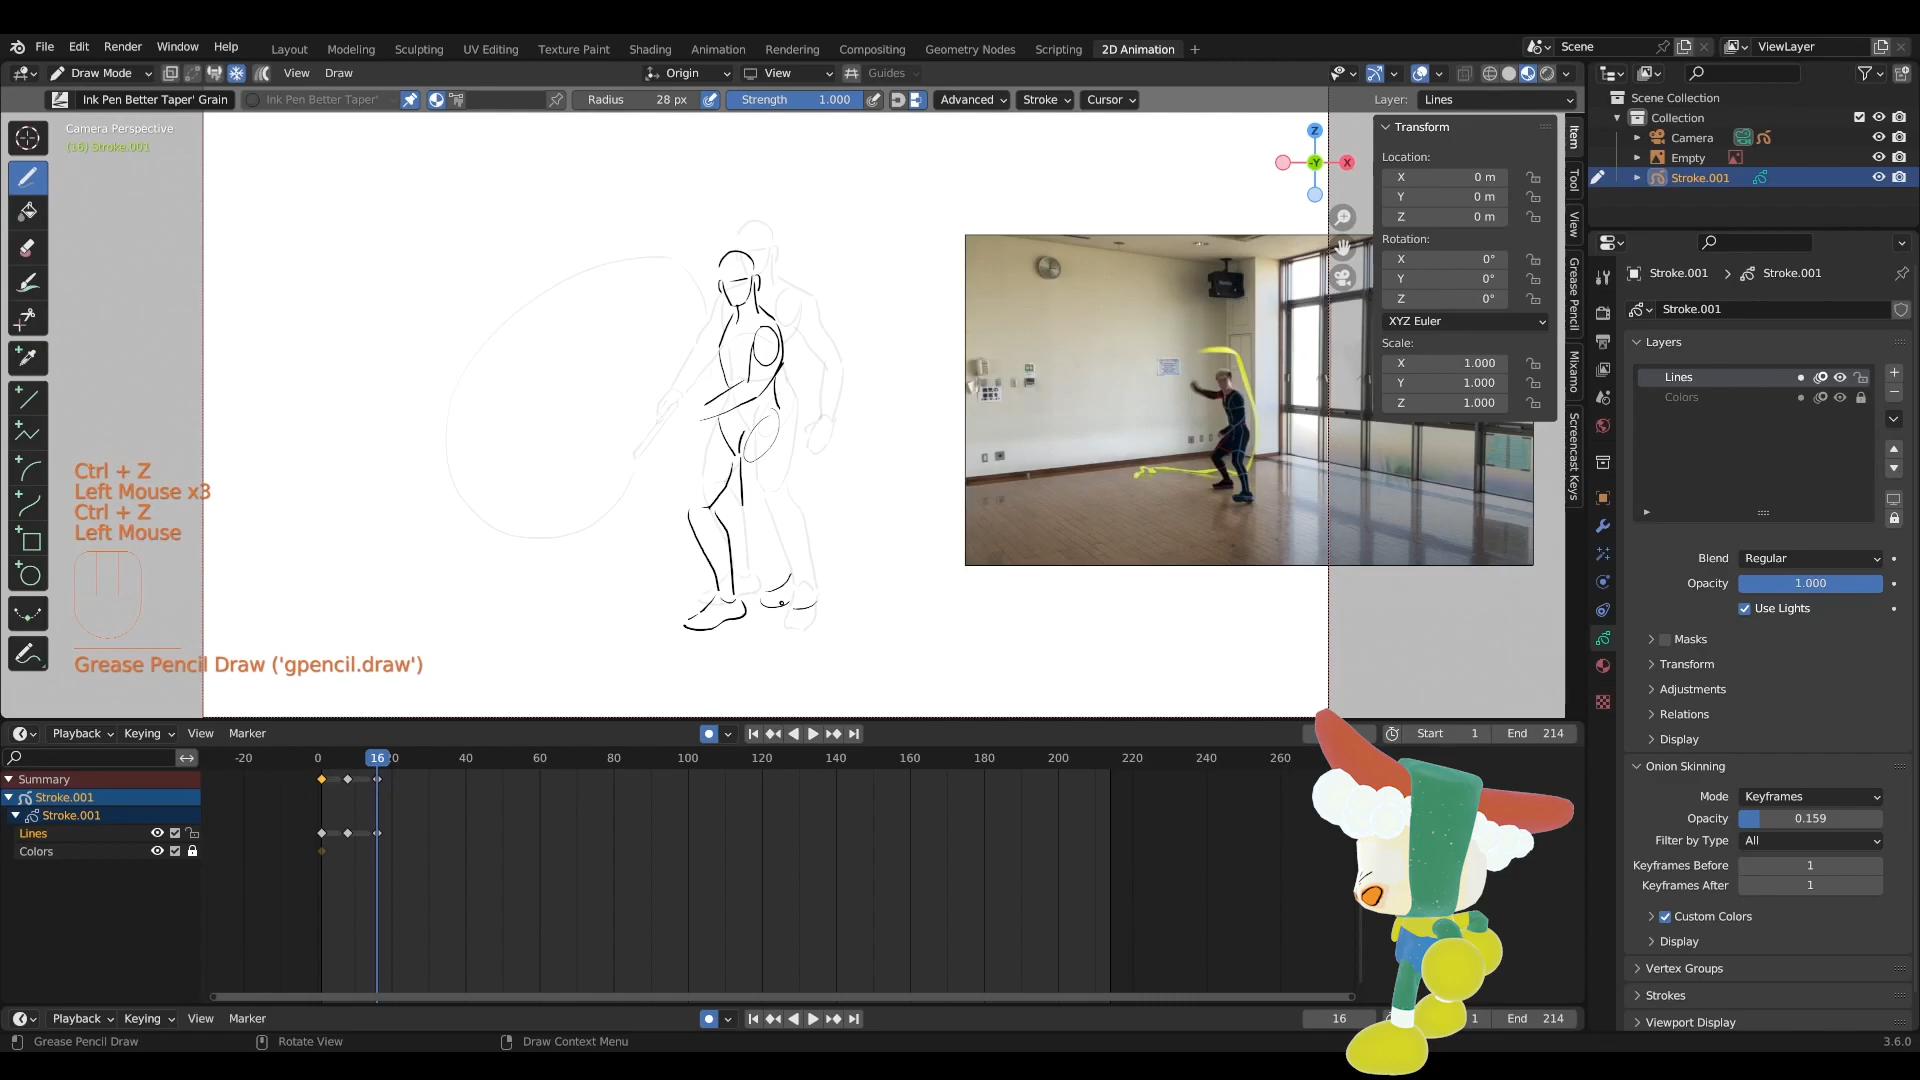 File Edit Render Window Help Layout Modeling Sculpting UV Editing Texture Paint Shading Animation Rendering Compositing Geometry Nodes Scripting 2D Animation + Scene ViewLayer
Draw Mode View Draw Origin View Guides
Ink Pen Better Taper' Grain Ink Pen Better Taper' Radius 28 px Strength 1.000 Advanced Stroke Cursor Layer: Lines
Camera Perspective
(16) Stroke.001
Z
-Y
X
Transform
Location:
X 0 m
Y 0 m
Z 0 m
Rotation:
X 0°
Y 0°
Z 0°
XYZ Euler
Scale:
X 1.000
Y 1.000
Z 1.000
Item
Tool
View
Grease Pencil
Mixamo
Screencast Keys
Ctrl + Z
Left Mouse x3
Ctrl + Z
Left Mouse
Grease Pencil Draw ('gpencil.draw')
Scene Collection
Collection
Camera
Empty
Stroke.001
Stroke.001 > Stroke.001
Stroke.001
Layers
Lines
Colors
Blend Regular
Opacity 1.000
Use Lights
Masks
Transform
Adjustments
Relations
Display
Onion Skinning
Mode Keyframes
Opacity 0.159
Filter by Type All
Keyframes Before 1
Keyframes After 1
Custom Colors
Display
Vertex Groups
Strokes
Viewport Display
Playback Keying View Marker Start 1 End 214
-20 0 16 40 60 80 100 120 140 160 180 200 220 240 260
Summary
Stroke.001
Stroke.001
Lines
Colors
Playback Keying View Marker 16 1 End 214
Grease Pencil Draw Rotate View Draw Context Menu 3.6.0